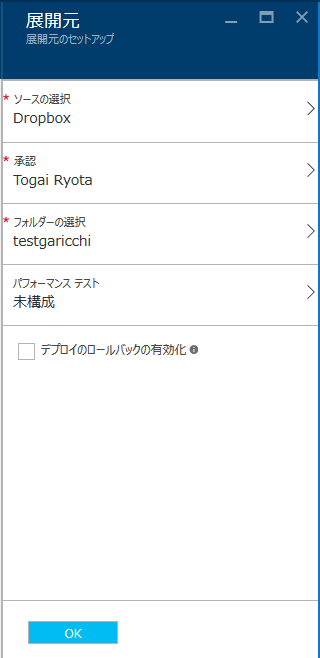 展開元
展開元のセットアップ
* ソースの選択
Dropbox
* 承認
Togai Ryota
* フォルダーの選択
testgaricchi
パフォーマンス テスト
未構成
デプロイのロールバックの有効化
OK